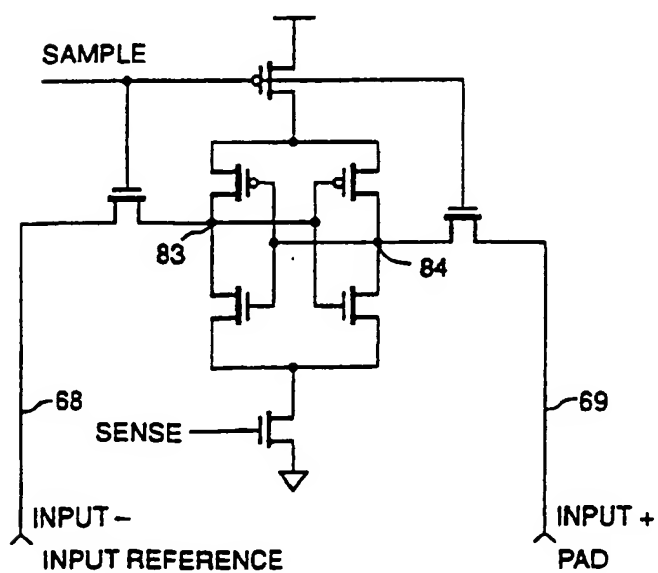 SAMPLE
83
84
68
69
SENSE
INPUT –
INPUT REFERENCE
INPUT +
PAD